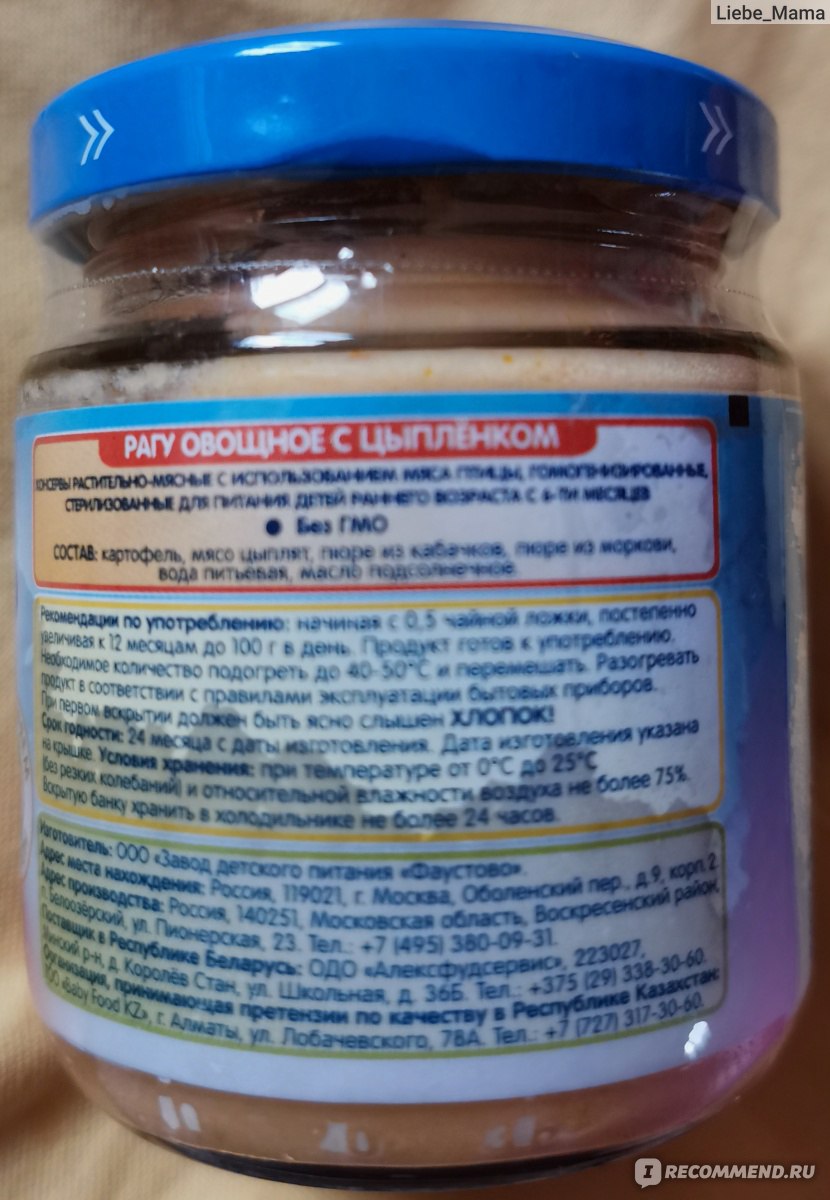 Liebe_Mama
РАГУ ОВОЩНОЕ С ЦЫПЛЁНКОМ
КОНСЕРВЫ РАСТИТЕЛЬНО-МЯСНЫЕ С ИСПОЛЬЗОВАНИЕМ МЯСА ПТИЦЫ, ГОМОГЕНИЗИРОВАННЫЕ,
СТЕРИЛИЗОВАННЫЕ ДЛЯ ПИТАНИЯ ДЕТЕЙ РАННЕГО ВОЗРАСТА С 6-ТИ МЕСЯЦЕВ
● Без ГМО
СОСТАВ: картофель, мясо цыплят, пюре из кабачков, пюре из моркови,
вода питьевая, масло подсолнечное.
Рекомендации по употреблению: начиная с 0,5 чайной ложки, постепенно
увеличивая к 12 месяцам до 100 г в день. Продукт готов к употреблению.
Необходимое количество подогреть до 40-50°С и перемешать. Разогревать
продукт в соответствии с правилами эксплуатации бытовых приборов.
При первом вскрытии должен быть ясно слышен ХЛОПОК!
Срок годности: 24 месяца с даты изготовления. Дата изготовления указана
на крышке. Условия хранения: при температуре от 0°С до 25°С
(без резких колебаний) и относительной влажности воздуха не более 75%.
Вскрытую банку хранить в холодильнике не более 24 часов.
Изготовитель: ООО «Завод детского питания «Фаустово».
Адрес места нахождения: Россия, 119021, г. Москва, Оболенский пер., д.9, корп.2
Адрес производства: Россия, 140251, Московская область, Воскресенский район,
п. Белоозёрский, ул. Пионерская, 23. Тел.: +7 (495) 380-09-31.
Поставщик в Республике Беларусь: ОДО «Алексфудсервис», 223027,
Минский р-н, д. Королёв Стан, ул. Школьная, д. 36Б. Тел.: +375 (29) 338-30-60.
Организация, принимающая претензии по качеству в Республике Казахстан:
ТОО «Baby Food KZ», г. Алматы, ул. Лобачевского, 78А. Тел.: +7 (727) 317-30-60.
IRECOMMEND.RU